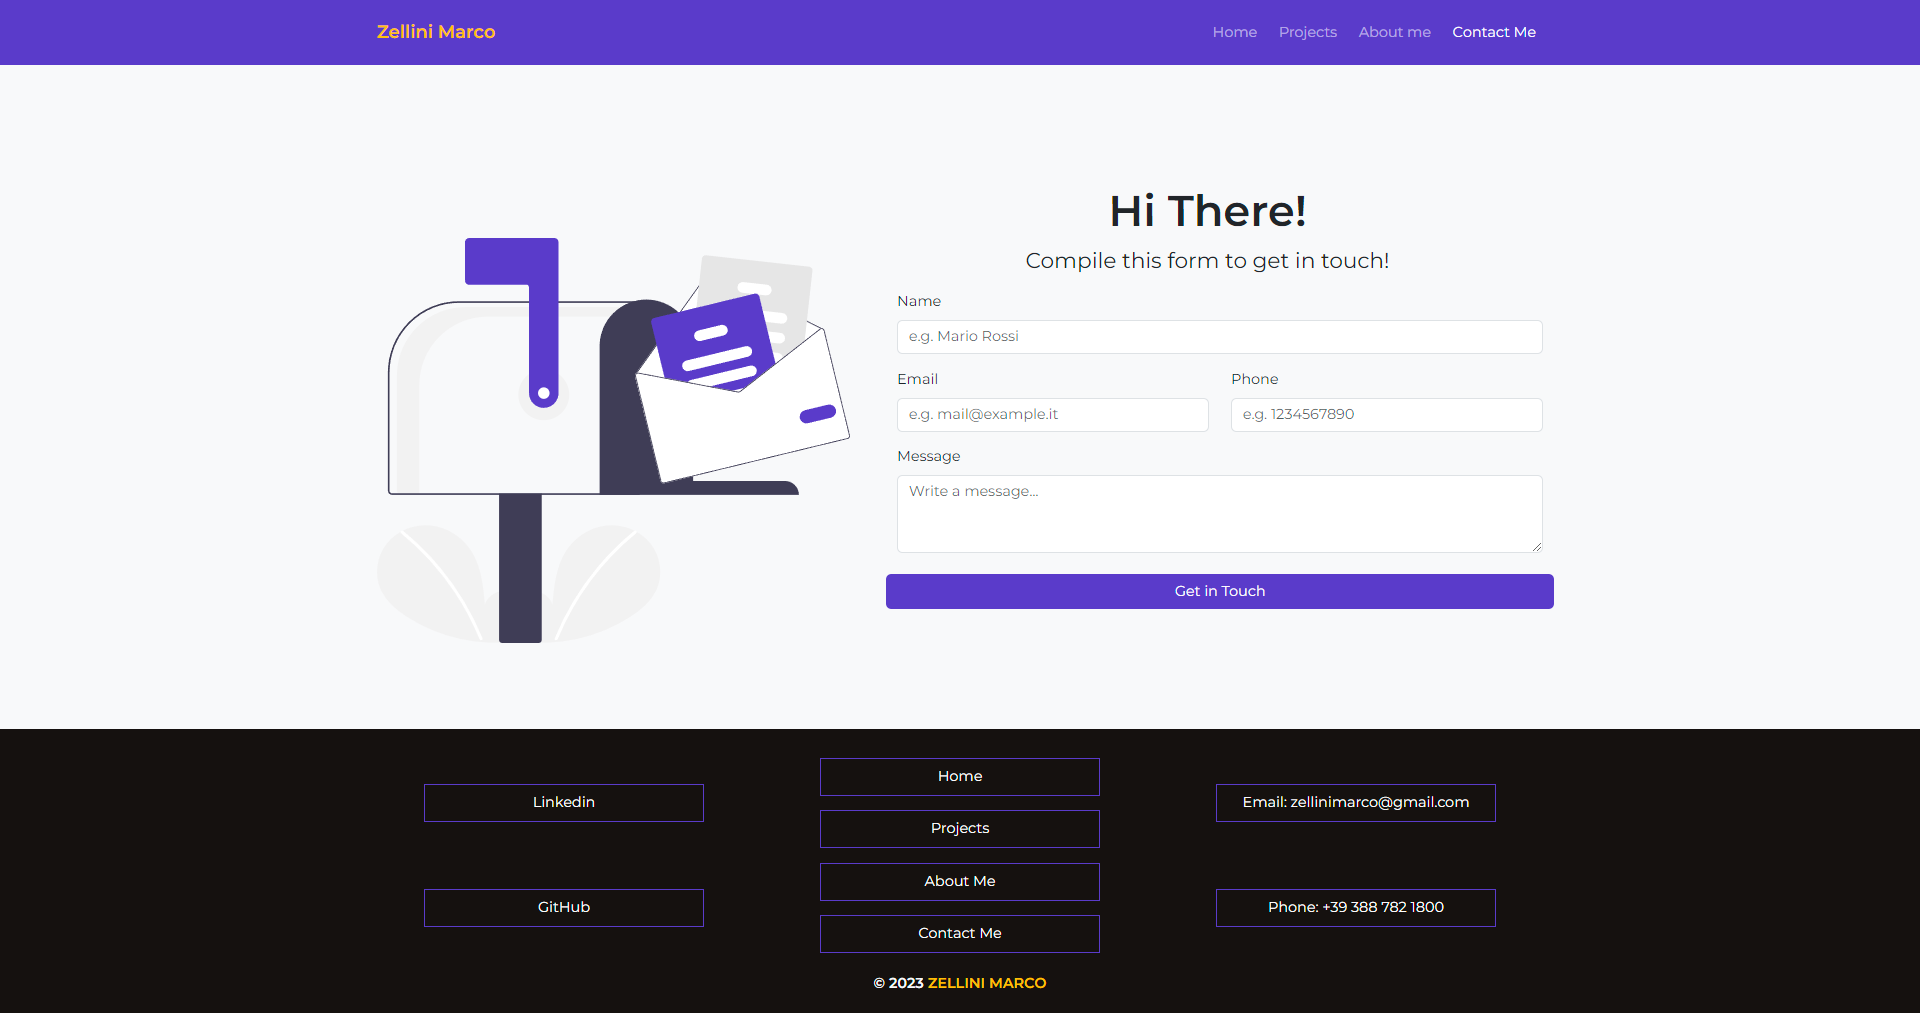 Zellini Marco
Home
Projects
About me
Contact Me
Hi There!
Compile this form to get in touch!
Name
e.g. Mario Rossi
Email
Phone
e.g. mail@example.it
e.g. 1234567890
Message
Write a message...
Get in Touch
Linkedin
GitHub
Home
Projects
About Me
Contact Me
Email: zellinimarco@gmail.com
Phone: +39 388 782 1800
© 2023 ZELLINI MARCO